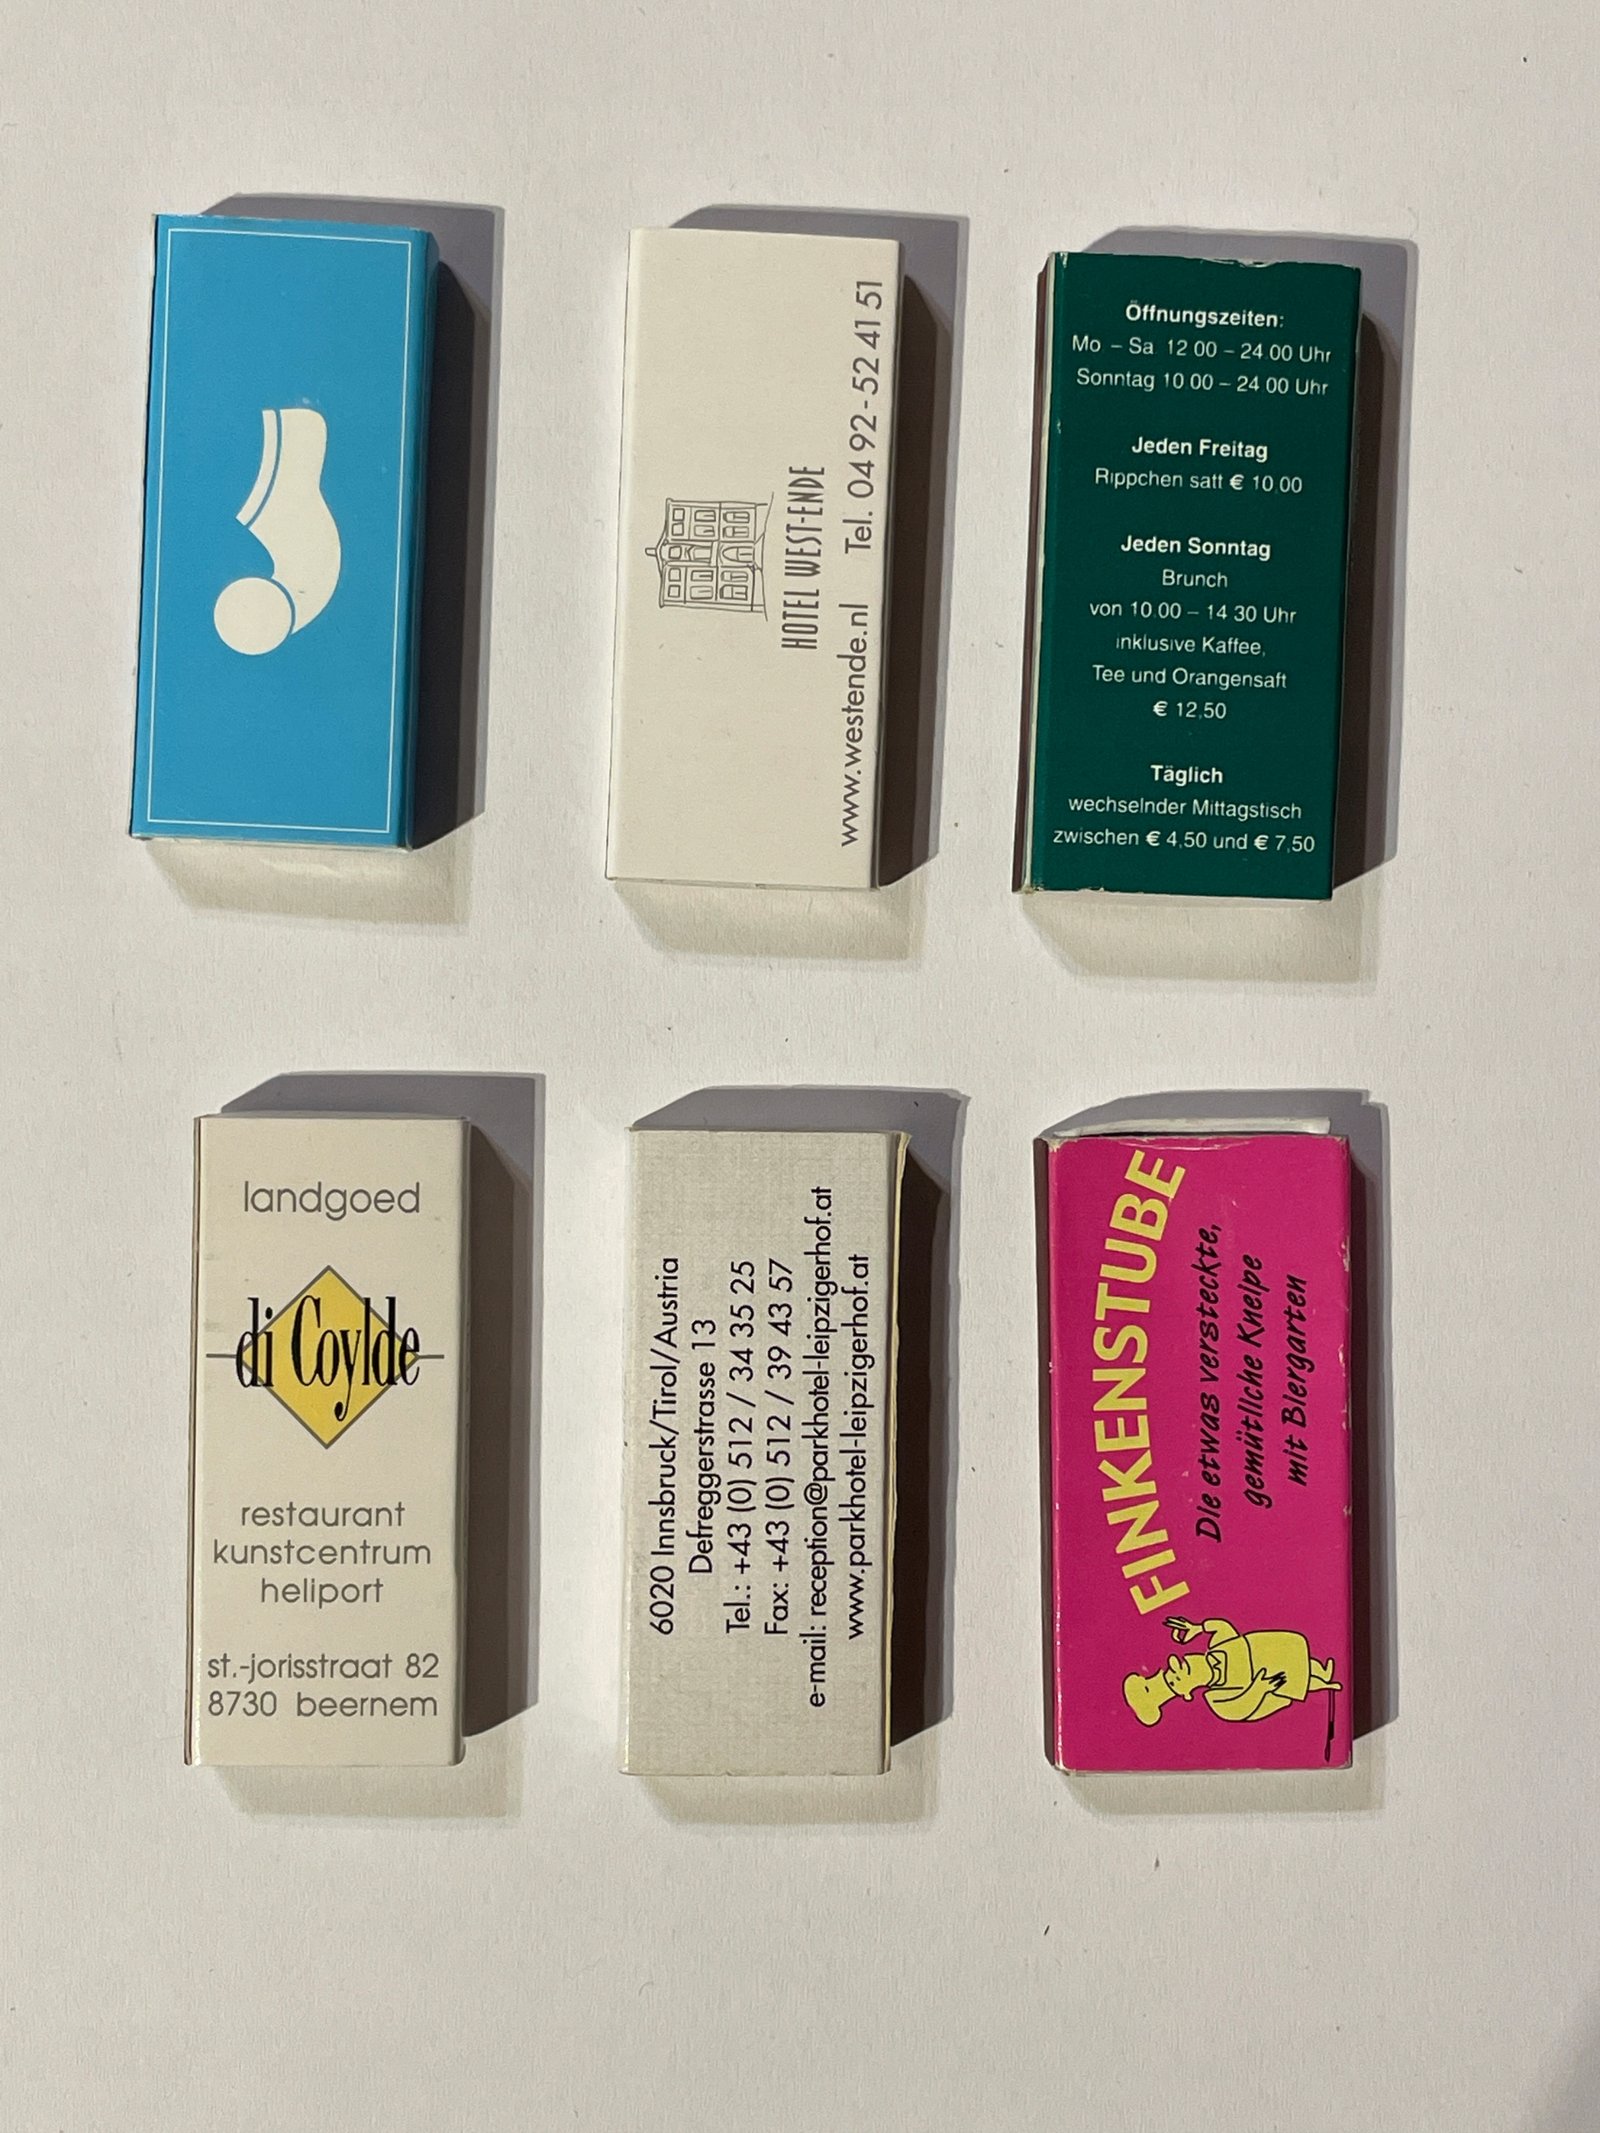 HOTEL WEST-ENDE
www.westende.nl Tel. 04 92 - 52 41 51
Öffnungszeiten:
Mo. – Sa. 12.00 – 24.00 Uhr
Sonntag 10.00 – 24.00 Uhr
Jeden Freitag
Rippchen satt € 10.00
Jeden Sonntag
Brunch
von 10.00 – 14.30 Uhr
inklusive Kaffee,
Tee und Orangensaft
€ 12,50
Täglich
wechselnder Mittagstisch
zwischen € 4,50 und € 7,50
landgoed
di Coylde
restaurant
kunstcentrum
heliport
st.-jorisstraat 82
8730 beernem
6020 Innsbruck/Tirol/Austria
Defreggerstrasse 13
Tel.: +43 (0) 512 / 34 35 25
Fax: +43 (0) 512 / 39 43 57
e-mail: reception@parkhotel-leipzigerhof.at
www.parkhotel-leipzigerhof.at
FINKENSTUBE
Die etwas versteckte,
gemütliche Kneipe
mit Biergarten